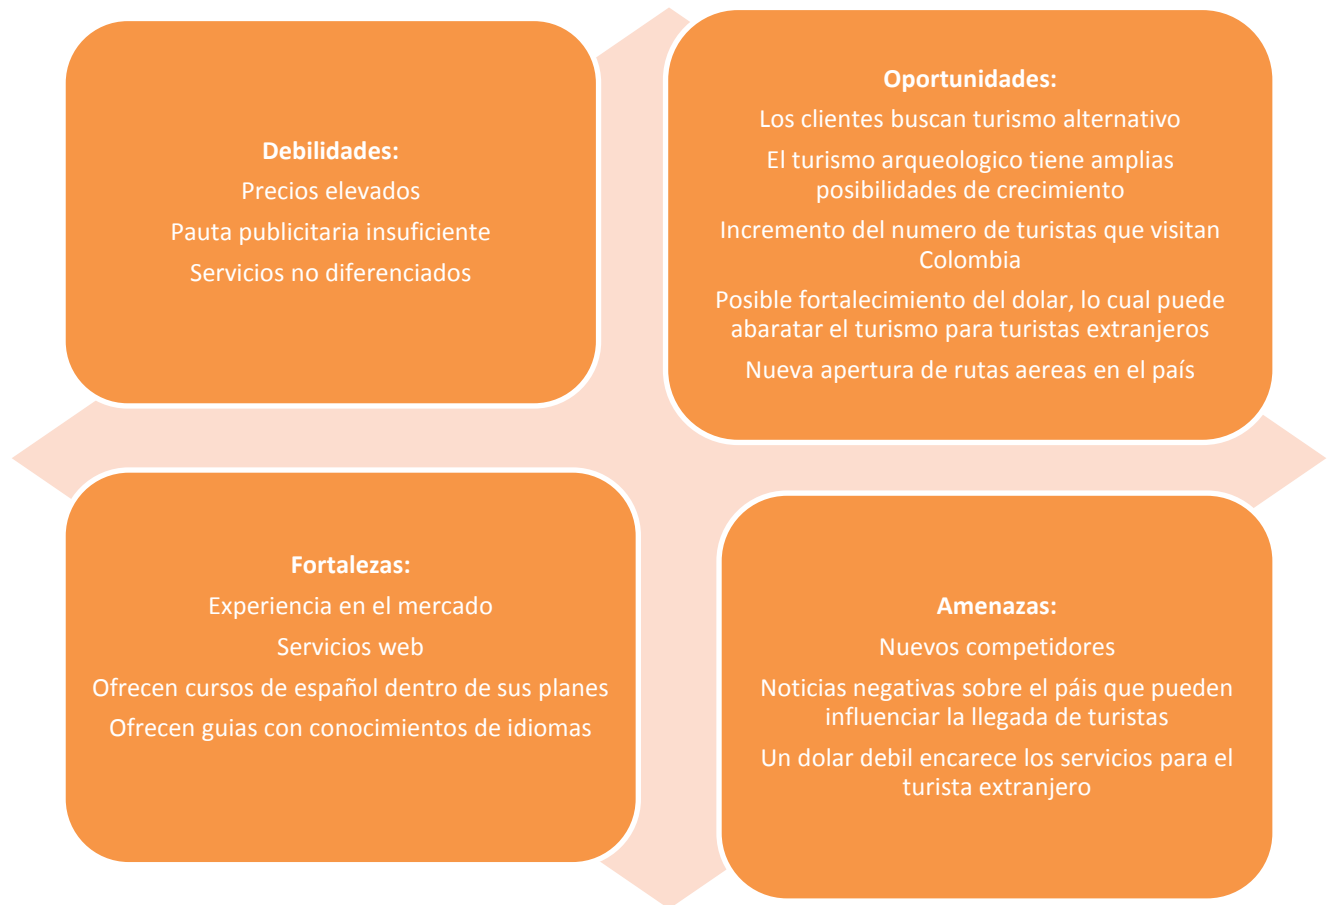 Debilidades:
Precios elevados
Pauta publicitaria insuficiente
Servicios no diferenciados
Oportunidades:
Los clientes buscan turismo alternativo
El turismo arqueologico tiene amplias
posibilidades de crecimiento
Incremento del numero de turistas que visitan
Colombia
Posible fortalecimiento del dolar, lo cual puede
abaratar el turismo para turistas extranjeros
Nueva apertura de rutas aereas en el país
Fortalezas:
Experiencia en el mercado
Servicios web
Ofrecen cursos de español dentro de sus planes
Ofrecen guias con conocimientos de idiomas
Amenazas:
Nuevos competidores
Noticias negativas sobre el páis que pueden
influenciar la llegada de turistas
Un dolar debil encarece los servicios para el
turista extranjero